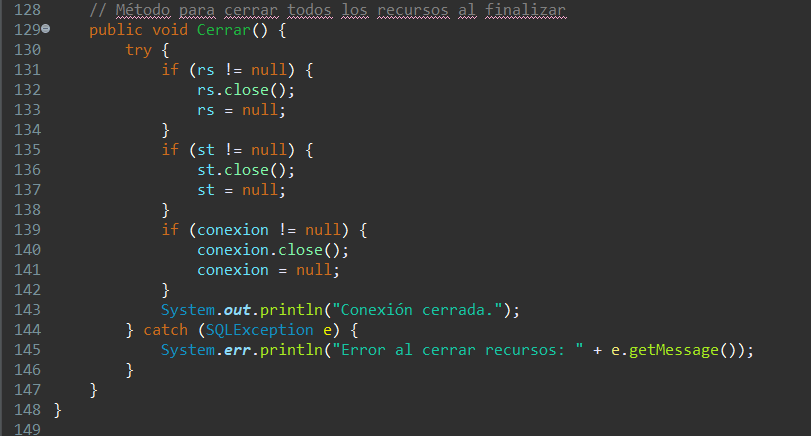 128 // Método para cerrar todos los recursos al finalizar
129 public void Cerrar() {
130 try {
131 if (rs != null) {
132 rs.close();
133 rs = null;
134 }
135 if (st != null) {
136 st.close();
137 st = null;
138 }
139 if (conexion != null) {
140 conexion.close();
141 conexion = null;
142 }
143 System.out.println("Conexión cerrada.");
144 } catch (SQLException e) {
145 System.err.println("Error al cerrar recursos: " + e.getMessage());
146 }
147 }
148 }
149